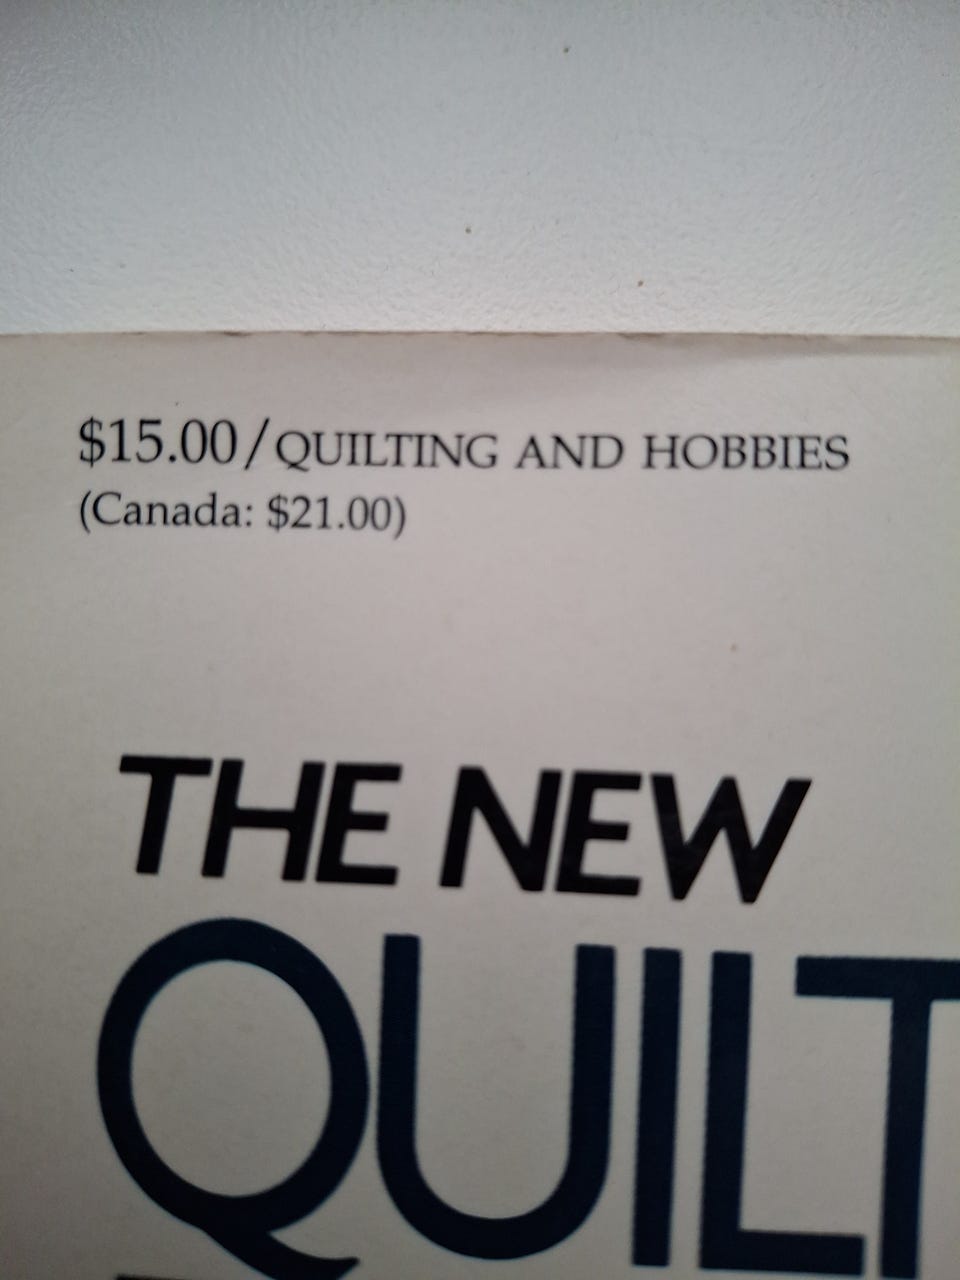 $15.00/QUILTING AND HOBBIES
(Canada: $21.00)
THE NEW
QUILT